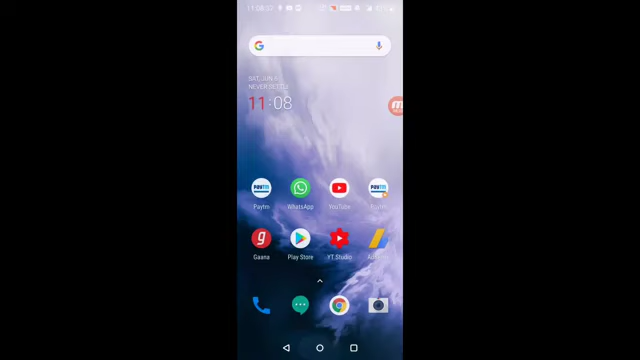 SAT, JUN 8
NEVER SETTLE
11:08
Paytm
WhatsApp
YouTube
Gaana
Play Store
YT Studio